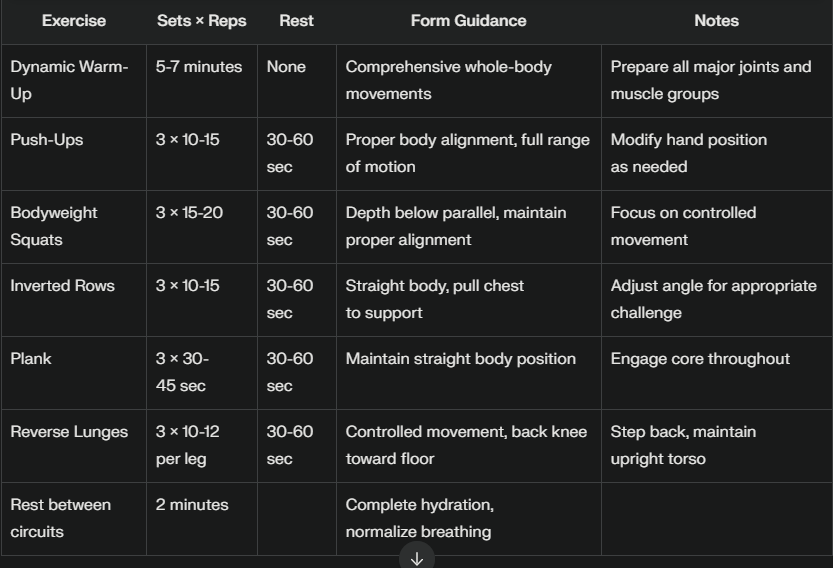 Exercise Sets × Reps Rest Form Guidance Notes
Dynamic Warm- 5-7 minutes None Comprehensive whole-body Prepare all major joints and
Up movements muscle groups
Push-Ups 3 × 10-15 30-60 Proper body alignment, full range Modify hand position
sec of motion as needed
Bodyweight 3 × 15-20 30-60 Depth below parallel, maintain Focus on controlled
Squats sec proper alignment movement
Inverted Rows 3 × 10-15 30-60 Straight body, pull chest Adjust angle for appropriate
sec to support challenge
Plank 3 × 30- 30-60 Maintain straight body position Engage core throughout
45 sec sec
Reverse Lunges 3 × 10-12 30-60 Controlled movement, back knee Step back, maintain
per leg sec toward floor upright torso
Rest between 2 minutes Complete hydration,
circuits normalize breathing